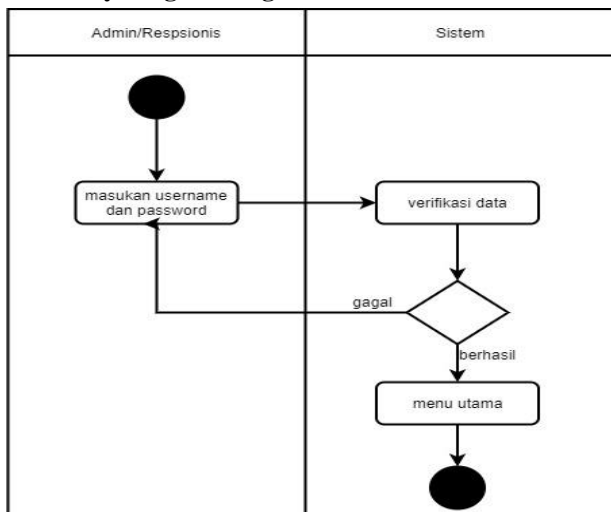 Admin/Respsionis
Sistem
masukan username
dan password
verifikasi data
gagal
berhasil
menu utama